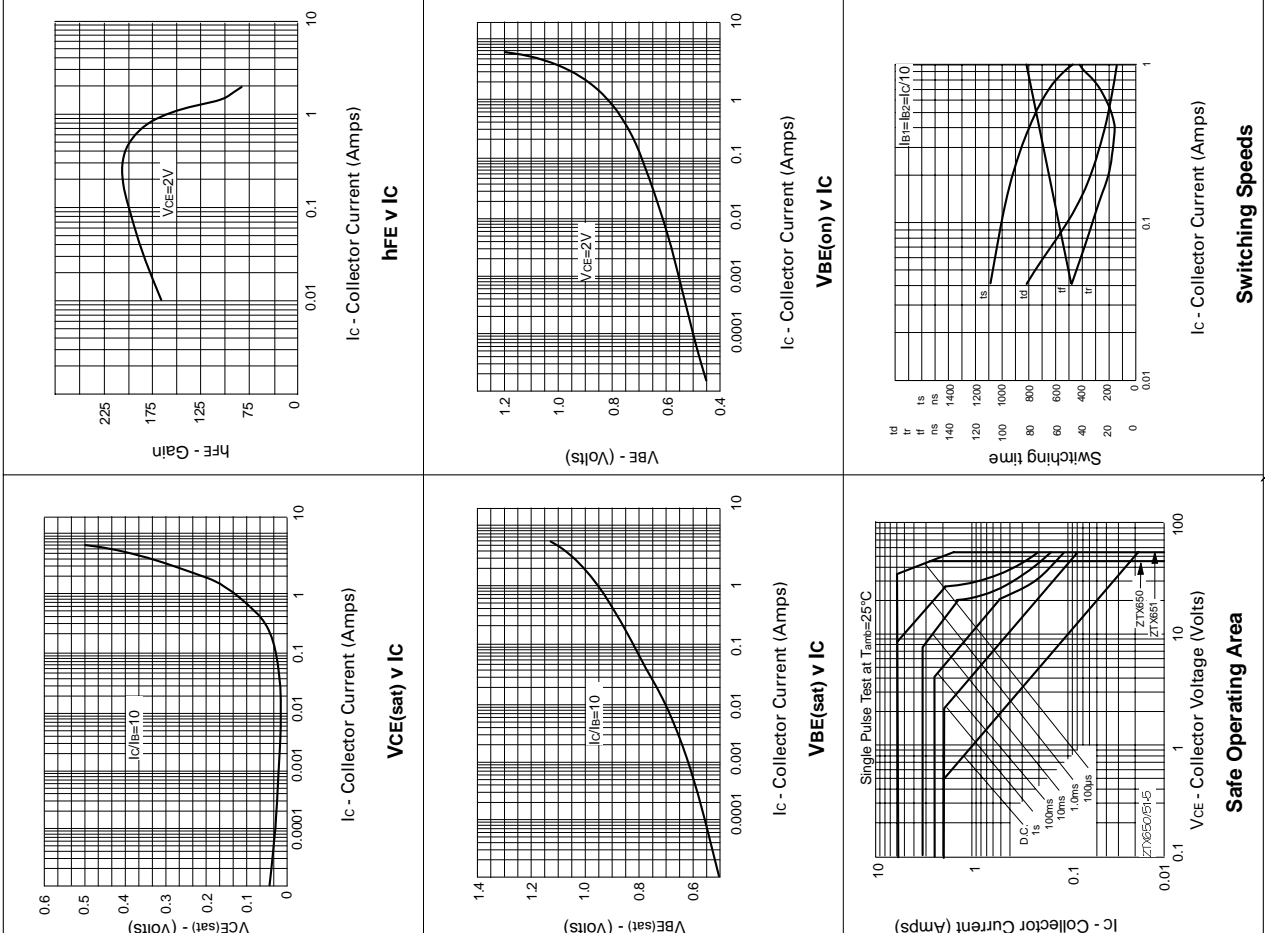 hFE - Gain
225
175
125
75
0
VCE=2V
0.01
0.1
1
10
IC - Collector Current (Amps)
hFE v IC
VBE - (Volts)
1.2
1.0
0.8
0.6
0.4
VCE=2V
0.0001
0.001
0.01
0.1
1
10
IC - Collector Current (Amps)
VBE(on) v IC
Switching time
td
tr
tf
ns
140
120
100
80
60
40
20
0
ts
ns
1400
1200
1000
800
600
400
200
0
IB1=IB2=IC/10
ts
td
tf
tr
0.01
0.1
1
IC - Collector Current (Amps)
Switching Speeds
VCE(sat) - (Volts)
0.6
0.5
0.4
0.3
0.2
0.1
0
IC/IB=10
0.0001
0.001
0.01
0.1
1
10
IC - Collector Current (Amps)
VCE(sat) v IC
VBE(sat) - (Volts)
1.4
1.2
1.0
0.8
0.6
IC/IB=10
0.0001
0.001
0.01
0.1
1
10
IC - Collector Current (Amps)
VBE(sat) v IC
IC - Collector Current (Amps)
10
1
0.1
0.01
Single Pulse Test at Tamb=25°C
D.C.
1s
100ms
10ms
1.0ms
100µs
ZTX650
ZTX651
ZTX650/51-5
0.1
1
10
100
VCE - Collector Voltage (Volts)
Safe Operating Area